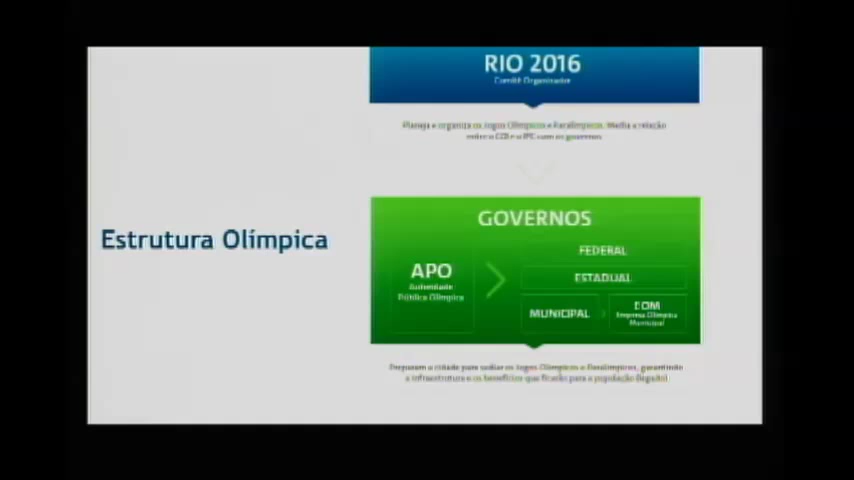 RIO 2016
Comitê Organizador
Planeja e organiza os Jogos Olímpicos e Paralímpicos. Media a relação
entre o COI e o IPC com os governos
Estrutura Olímpica
GOVERNOS
APO
Autoridade
Pública Olímpica
FEDERAL
ESTADUAL
MUNICIPAL
EOM
Empresa Olímpica
Municipal
Preparam a cidade para sediar os Jogos Olímpicos e Paralímpicos, garantindo
a infraestrutura e os benefícios que ficarão para a população (legado)